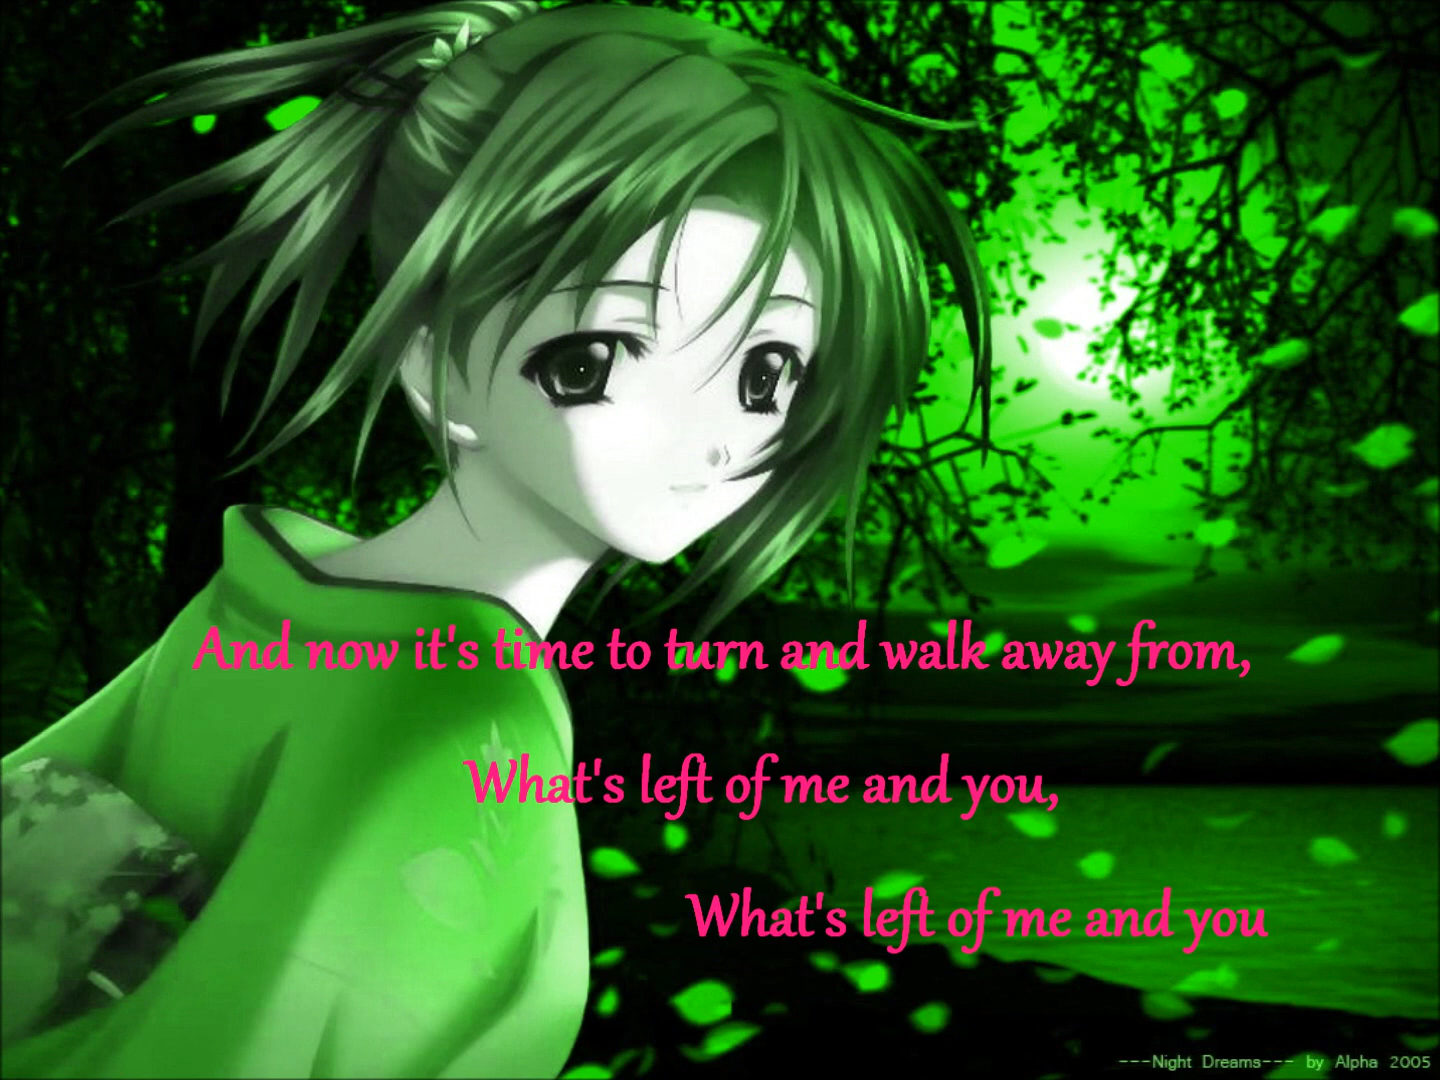 And now it's time to turn and walk away from,
What's left of me and you,
What's left of me and you
---Night Dreams--- by Alpha 2005